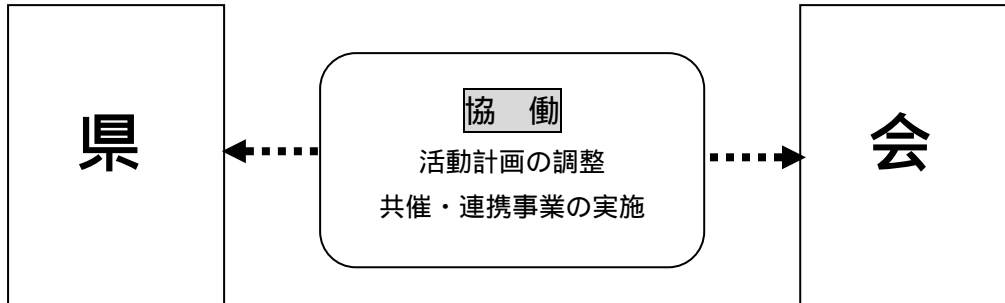 県
協　働
活動計画の調整
共催・連携事業の実施
会